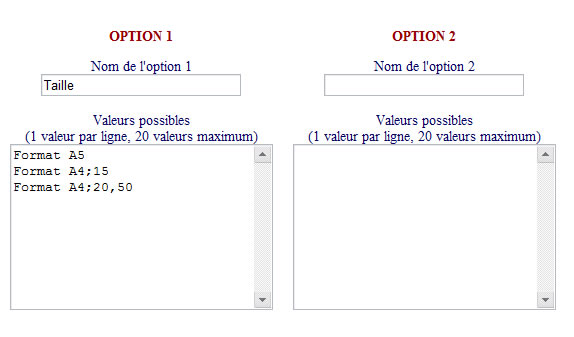 OPTION 1
Nom de l'option 1
Taille
Valeurs possibles
(1 valeur par ligne, 20 valeurs maximum)
Format A5
Format A4;15
Format A4;20,50
OPTION 2
Nom de l'option 2
Valeurs possibles
(1 valeur par ligne, 20 valeurs maximum)